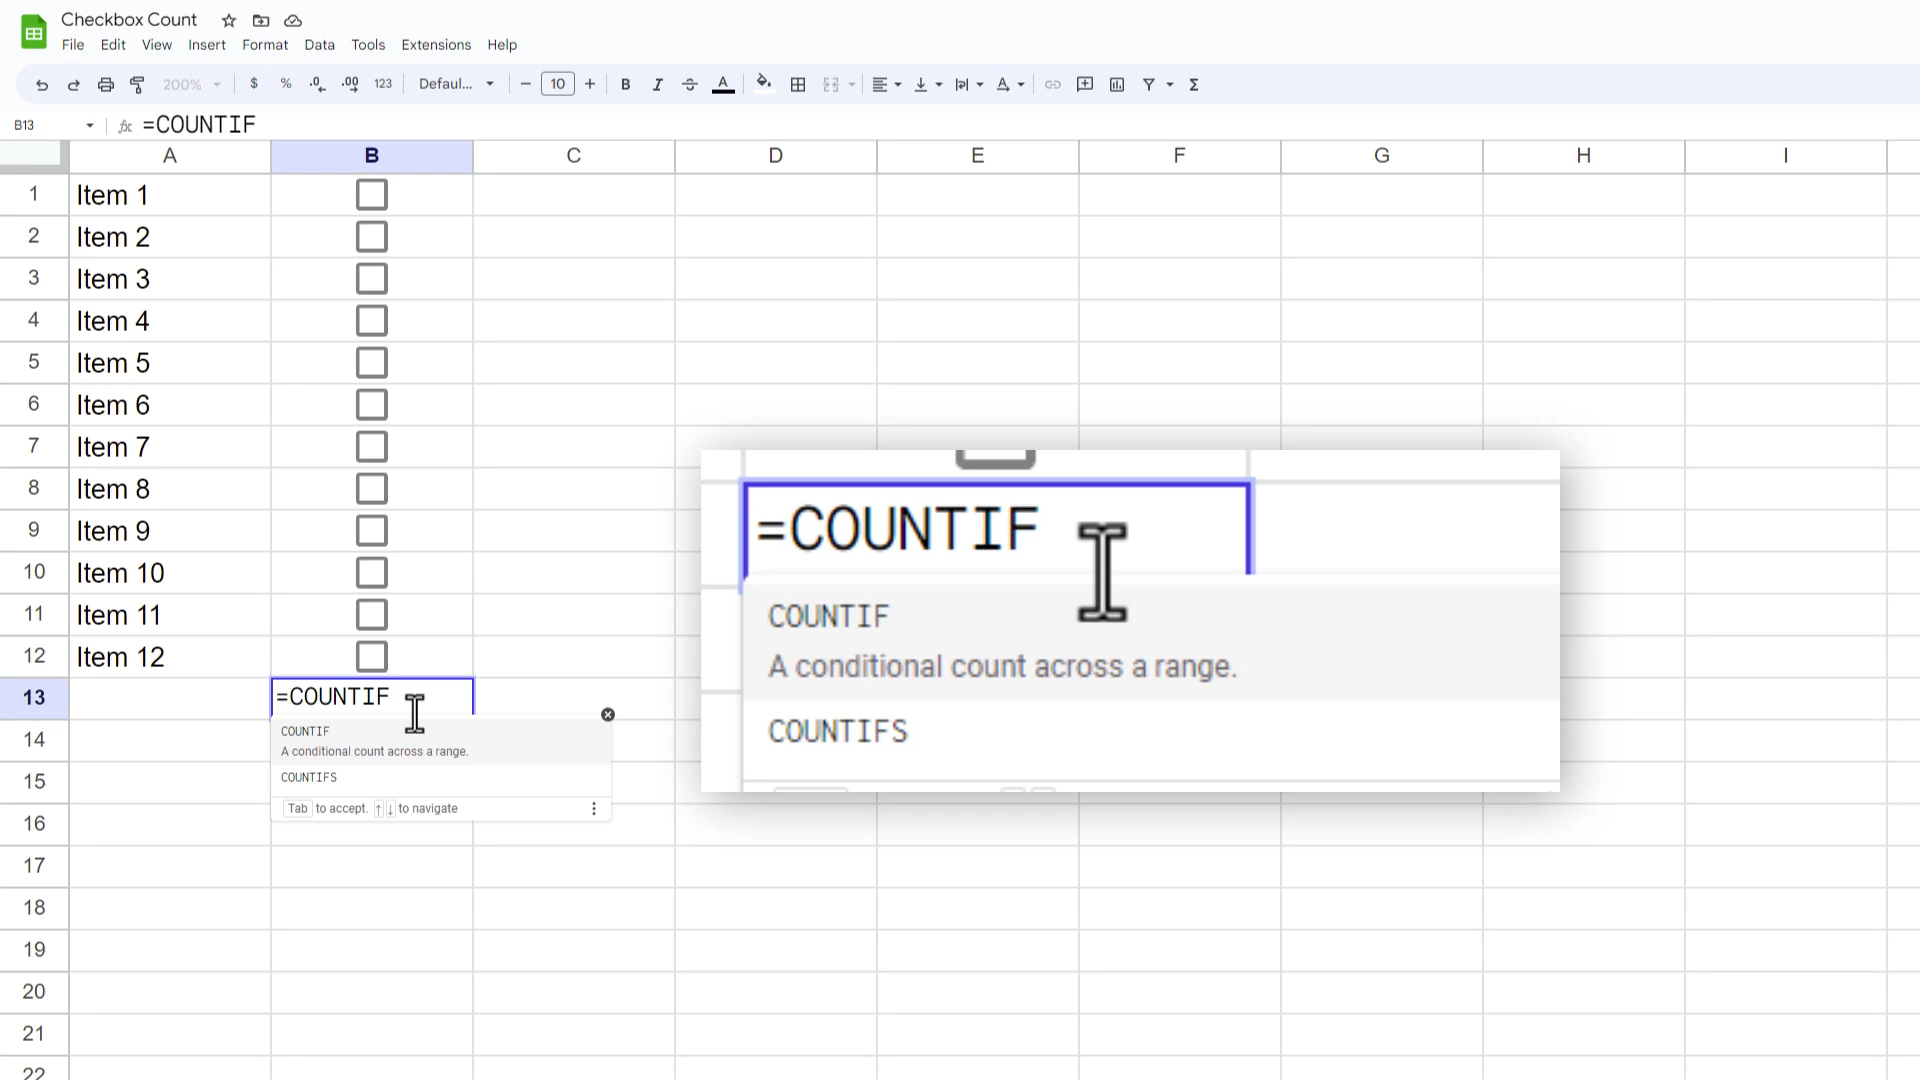 Checkbox Count
File Edit View Insert Format Data Tools Extensions Help
200% $ % .0 .00 123 Defaul... − 10 + B I S A Σ
B13 fx =COUNTIF
A B C D E F G H I
1 Item 1
2 Item 2
3 Item 3
4 Item 4
5 Item 5
6 Item 6
7 Item 7
8 Item 8
9 Item 9
10 Item 10
11 Item 11
12 Item 12
13 =COUNTIF
14 COUNTIF
A conditional count across a range.
15 COUNTIFS
Tab to accept. ↑ ↓ to navigate
16
17
18
19
20
21
22
=COUNTIF
COUNTIF
A conditional count across a range.
COUNTIFS